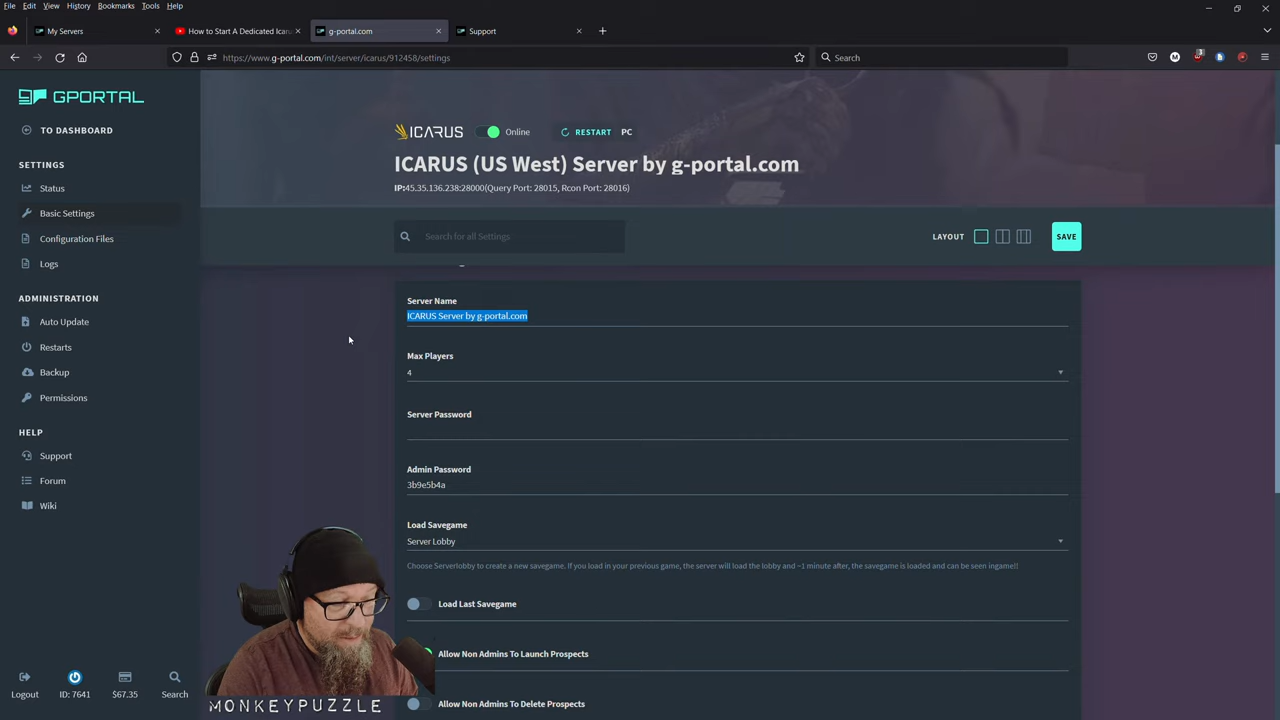 File Edit View History Bookmarks Tools Help
My Servers
How to Start A Dedicated Icaru
g-portal.com
Support
https://www.g-portal.com/int/server/icarus/912458/settings
Search
3
GPORTAL
TO DASHBOARD
SETTINGS
Status
Basic Settings
Configuration Files
Logs
ADMINISTRATION
Auto Update
Restarts
Backup
Permissions
HELP
Support
Forum
Wiki
Logout
ID: 7641
$67.35
Search
ICARUS
Online
RESTART
PC
ICARUS (US West) Server by g-portal.com
IP:45.35.136.238:28000(Query Port: 28015, Rcon Port: 28016)
Search for all Settings
LAYOUT
SAVE
Server Name
ICARUS Server by g-portal.com
Max Players
4
Server Password
Admin Password
3b9e5b4a
Load Savegame
Server Lobby
Choose Serverlobby to create a new savegame. If you load in your previous game, the server will load the lobby and ~1 minute after, the savegame is loaded and can be seen ingame!!
Load Last Savegame
Allow Non Admins To Launch Prospects
Allow Non Admins To Delete Prospects
MONKEYPUZZLE